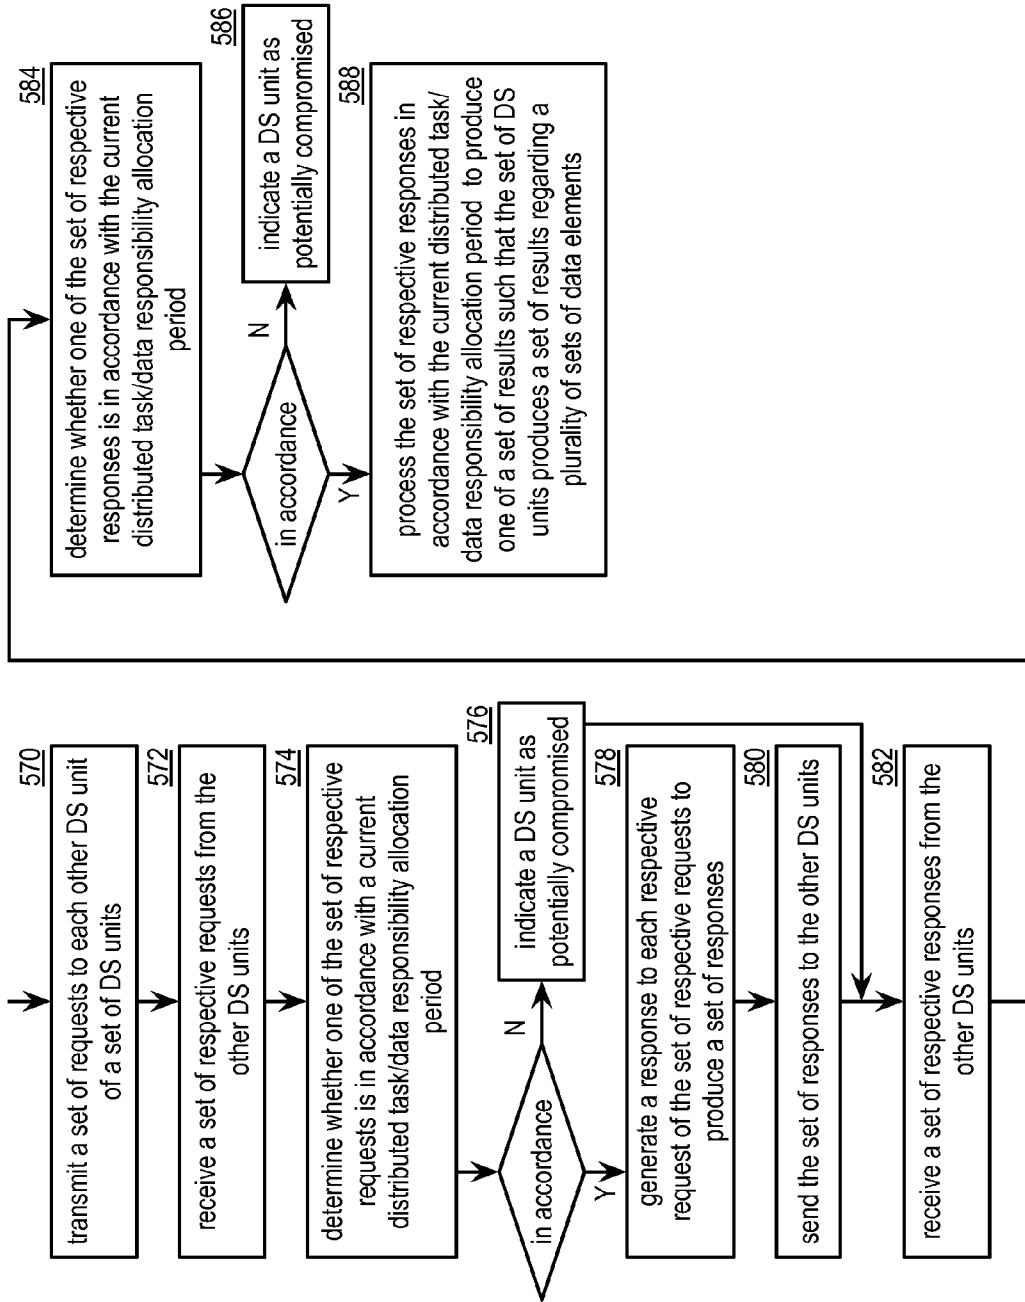 570
transmit a set of requests to each other DS unit
of a set of DS units
572
receive a set of respective requests from the
other DS units
574
determine whether one of the set of respective
requests is in accordance with a current
distributed task/data responsibility allocation
period
in accordance
N
Y
576
indicate a DS unit as
potentially compromised
578
generate a response to each respective
request of the set of respective requests to
produce a set of responses
580
send the set of responses to the other DS units
582
receive a set of respective responses from the
other DS units
584
determine whether one of the set of respective
responses is in accordance with the current
distributed task/data responsibility allocation
period
in accordance
N
Y
586
indicate a DS unit as
potentially compromised
588
process the set of respective responses in
accordance with the current distributed task/
data responsibility allocation period to produce
one of a set of results such that the set of DS
units produces a set of results regarding a
plurality of sets of data elements